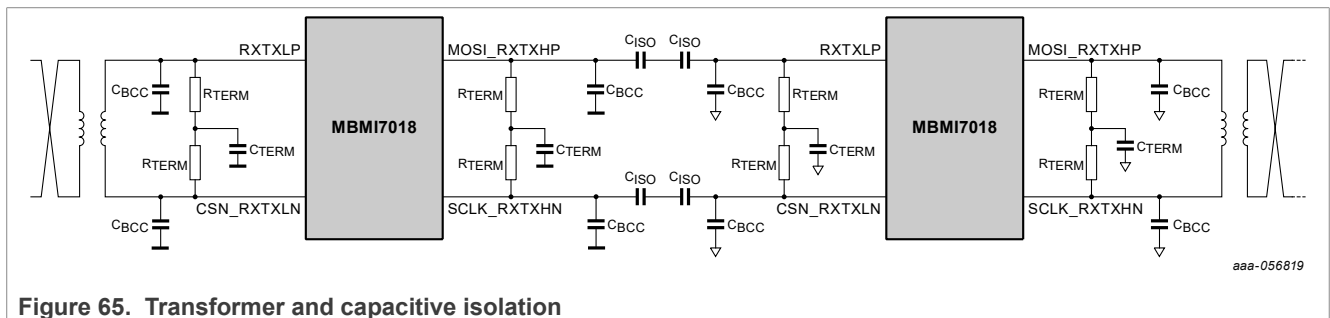 RXTXLP
MBMI7018
MOSI_RXTXHP
CISO
CISO
RXTXLP
MBMI7018
MOSI_RXTXHP
CBCC
RTERM
RTERM
CBCC
CBCC
RTERM
RTERM
CBCC
CTERM
CTERM
CTERM
CTERM
RTERM
RTERM
CISO
CISO
RTERM
RTERM
CSN_RXTXLN
SCLK_RXTXHN
CSN_RXTXLN
SCLK_RXTXHN
CBCC
CBCC
CBCC
CBCC
aaa-056819
Figure 65. Transformer and capacitive isolation